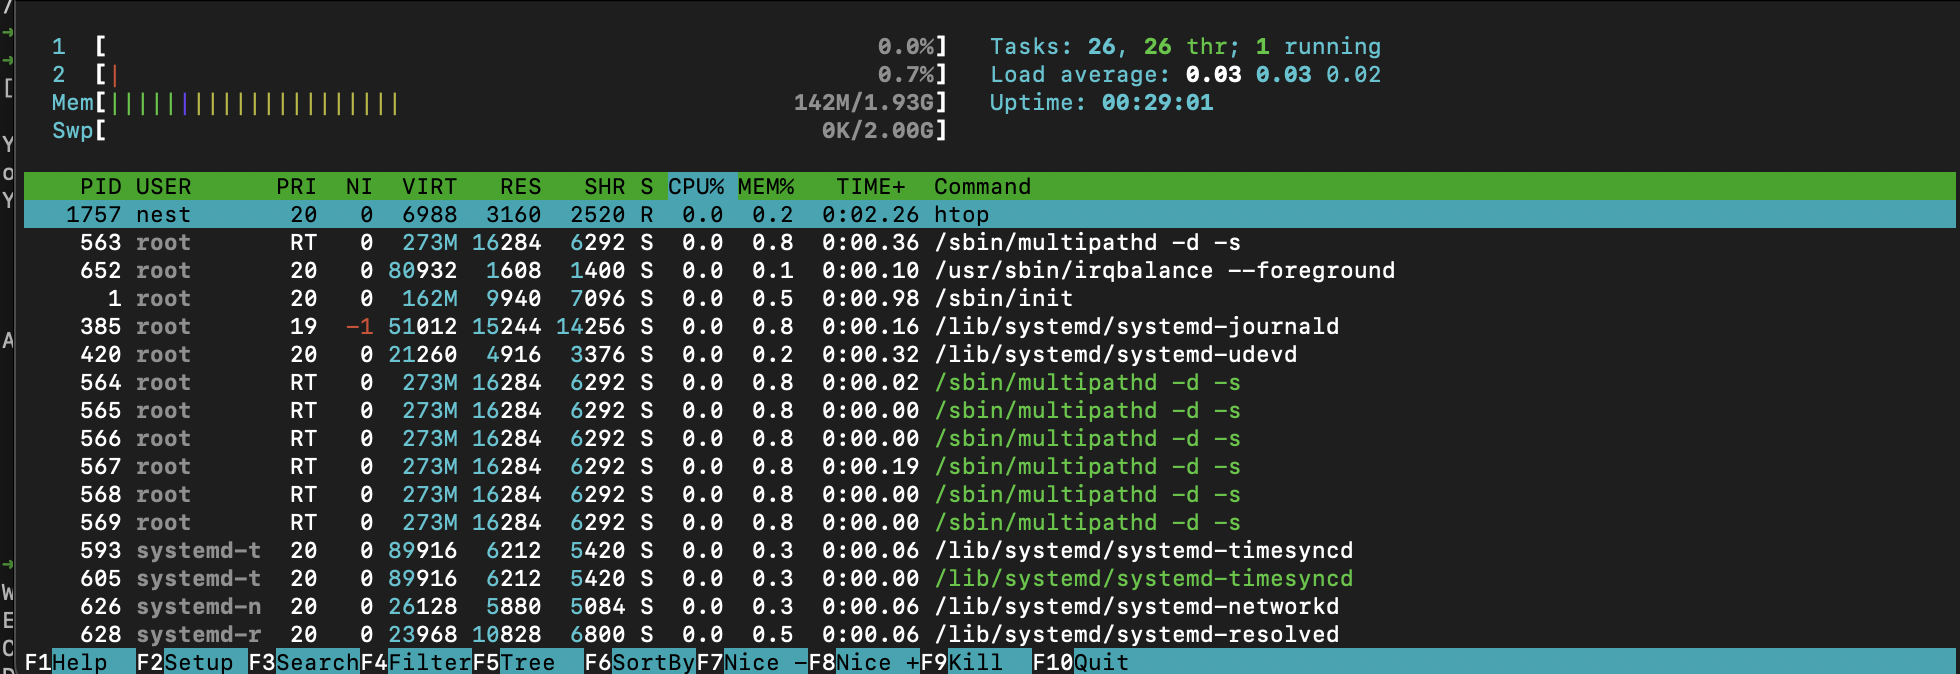 1 [ 0.0%] Tasks: 26, 26 thr; 1 running
2 [| 0.7%] Load average: 0.03 0.03 0.02
Mem[||||||||||||||||||||| 142M/1.93G] Uptime: 00:29:01
Swp[ 0K/2.00G]
PID USER PRI NI VIRT RES SHR S CPU% MEM% TIME+ Command
1757 nest 20 0 6988 3160 2520 R 0.0 0.2 0:02.26 htop
563 root RT 0 273M 16284 6292 S 0.0 0.8 0:00.36 /sbin/multipathd -d -s
652 root 20 0 80932 1608 1400 S 0.0 0.1 0:00.10 /usr/sbin/irqbalance --foreground
1 root 20 0 162M 9940 7096 S 0.0 0.5 0:00.98 /sbin/init
385 root 19 -1 51012 15244 14256 S 0.0 0.8 0:00.16 /lib/systemd/systemd-journald
420 root 20 0 21260 4916 3376 S 0.0 0.2 0:00.32 /lib/systemd/systemd-udevd
564 root RT 0 273M 16284 6292 S 0.0 0.8 0:00.02 /sbin/multipathd -d -s
565 root RT 0 273M 16284 6292 S 0.0 0.8 0:00.00 /sbin/multipathd -d -s
566 root RT 0 273M 16284 6292 S 0.0 0.8 0:00.00 /sbin/multipathd -d -s
567 root RT 0 273M 16284 6292 S 0.0 0.8 0:00.19 /sbin/multipathd -d -s
568 root RT 0 273M 16284 6292 S 0.0 0.8 0:00.00 /sbin/multipathd -d -s
569 root RT 0 273M 16284 6292 S 0.0 0.8 0:00.00 /sbin/multipathd -d -s
593 systemd-t 20 0 89916 6212 5420 S 0.0 0.3 0:00.06 /lib/systemd/systemd-timesyncd
605 systemd-t 20 0 89916 6212 5420 S 0.0 0.3 0:00.00 /lib/systemd/systemd-timesyncd
626 systemd-n 20 0 26128 5880 5084 S 0.0 0.3 0:00.06 /lib/systemd/systemd-networkd
628 systemd-r 20 0 23968 10828 6800 S 0.0 0.5 0:00.06 /lib/systemd/systemd-resolved
F1Help F2Setup F3SearchF4FilterF5Tree F6SortByF7Nice -F8Nice +F9Kill F10Quit